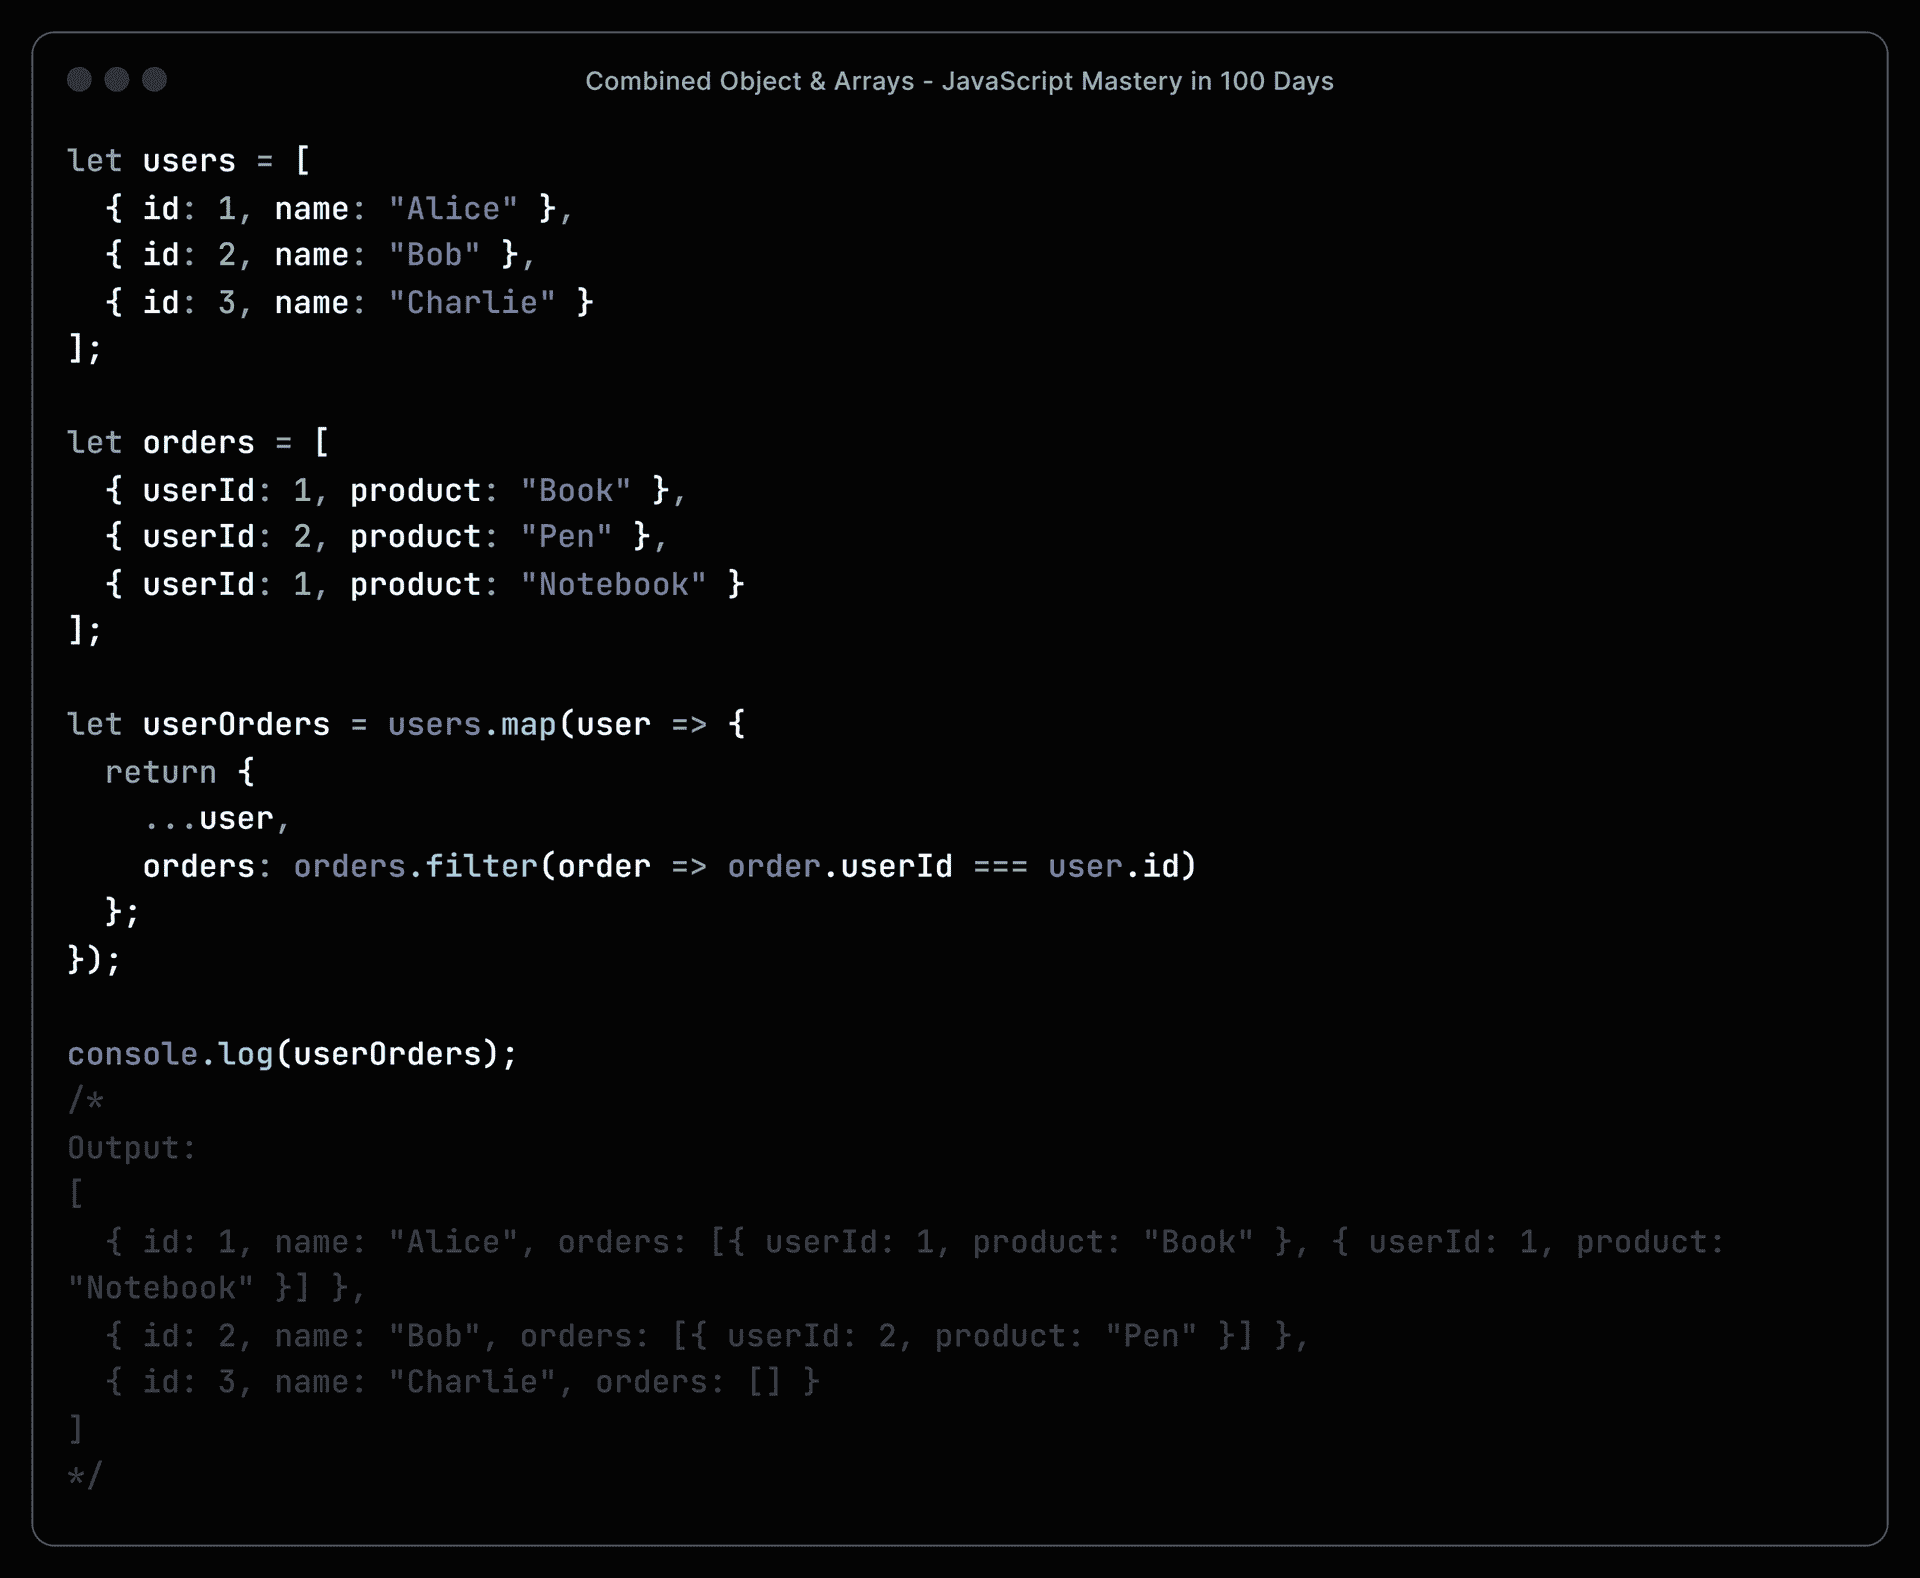 Combined Object & Arrays - JavaScript Mastery in 100 Days
let users = [
  { id: 1, name: "Alice" },
  { id: 2, name: "Bob" },
  { id: 3, name: "Charlie" }
];

let orders = [
  { userId: 1, product: "Book" },
  { userId: 2, product: "Pen" },
  { userId: 1, product: "Notebook" }
];

let userOrders = users.map(user => {
  return {
    ...user,
    orders: orders.filter(order => order.userId === user.id)
  };
});

console.log(userOrders);
/*
Output:
[
  { id: 1, name: "Alice", orders: [{ userId: 1, product: "Book" }, { userId: 1, product:
"Notebook" }] },
  { id: 2, name: "Bob", orders: [{ userId: 2, product: "Pen" }] },
  { id: 3, name: "Charlie", orders: [] }
]
*/